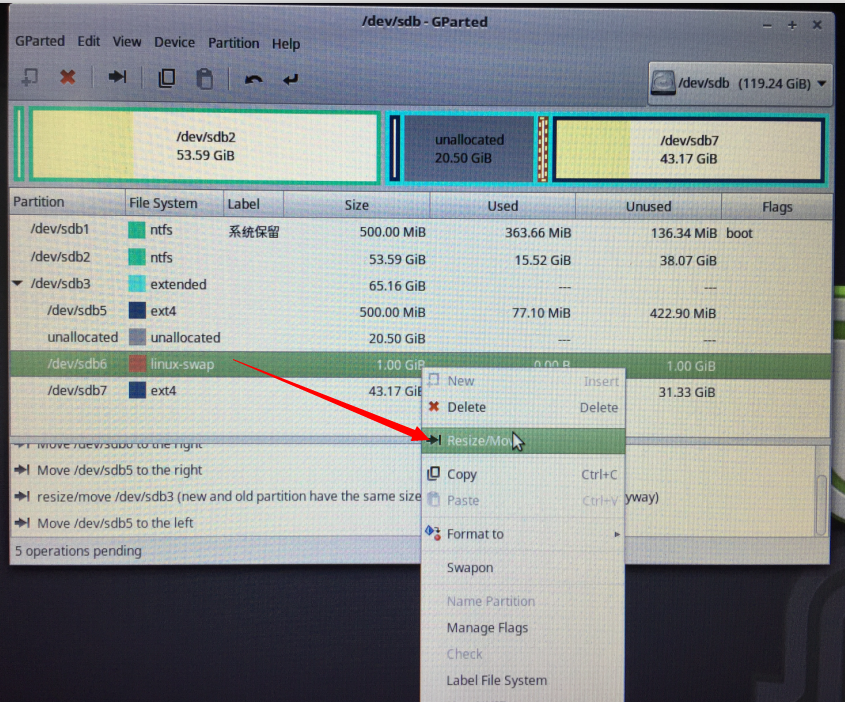 /dev/sdb - GParted
GParted Edit View Device Partition Help
/dev/sdb (119.24 GiB)
/dev/sdb2
53.59 GiB
unallocated
20.50 GiB
/dev/sdb7
43.17 GiB
Partition File System Label Size Used Unused Flags
/dev/sdb1 ntfs 系统保留 500.00 MiB 363.66 MiB 136.34 MiB boot
/dev/sdb2 ntfs 53.59 GiB 15.52 GiB 38.07 GiB
/dev/sdb3 extended 65.16 GiB --- ---
/dev/sdb5 ext4 500.00 MiB 77.10 MiB 422.90 MiB
unallocated unallocated 20.50 GiB --- ---
/dev/sdb6 linux-swap 1.00 GiB 0.00 B 1.00 GiB
/dev/sdb7 ext4 43.17 GiB 31.33 GiB
New Insert
Delete Delete
Resize/Move
Copy Ctrl+C
Paste Ctrl+V
Format to
Swapon
Name Partition
Manage Flags
Check
Label File System
Move /dev/sdb6 to the right
Move /dev/sdb5 to the right
resize/move /dev/sdb3 (new and old partition have the same size yway)
Move /dev/sdb5 to the left
5 operations pending